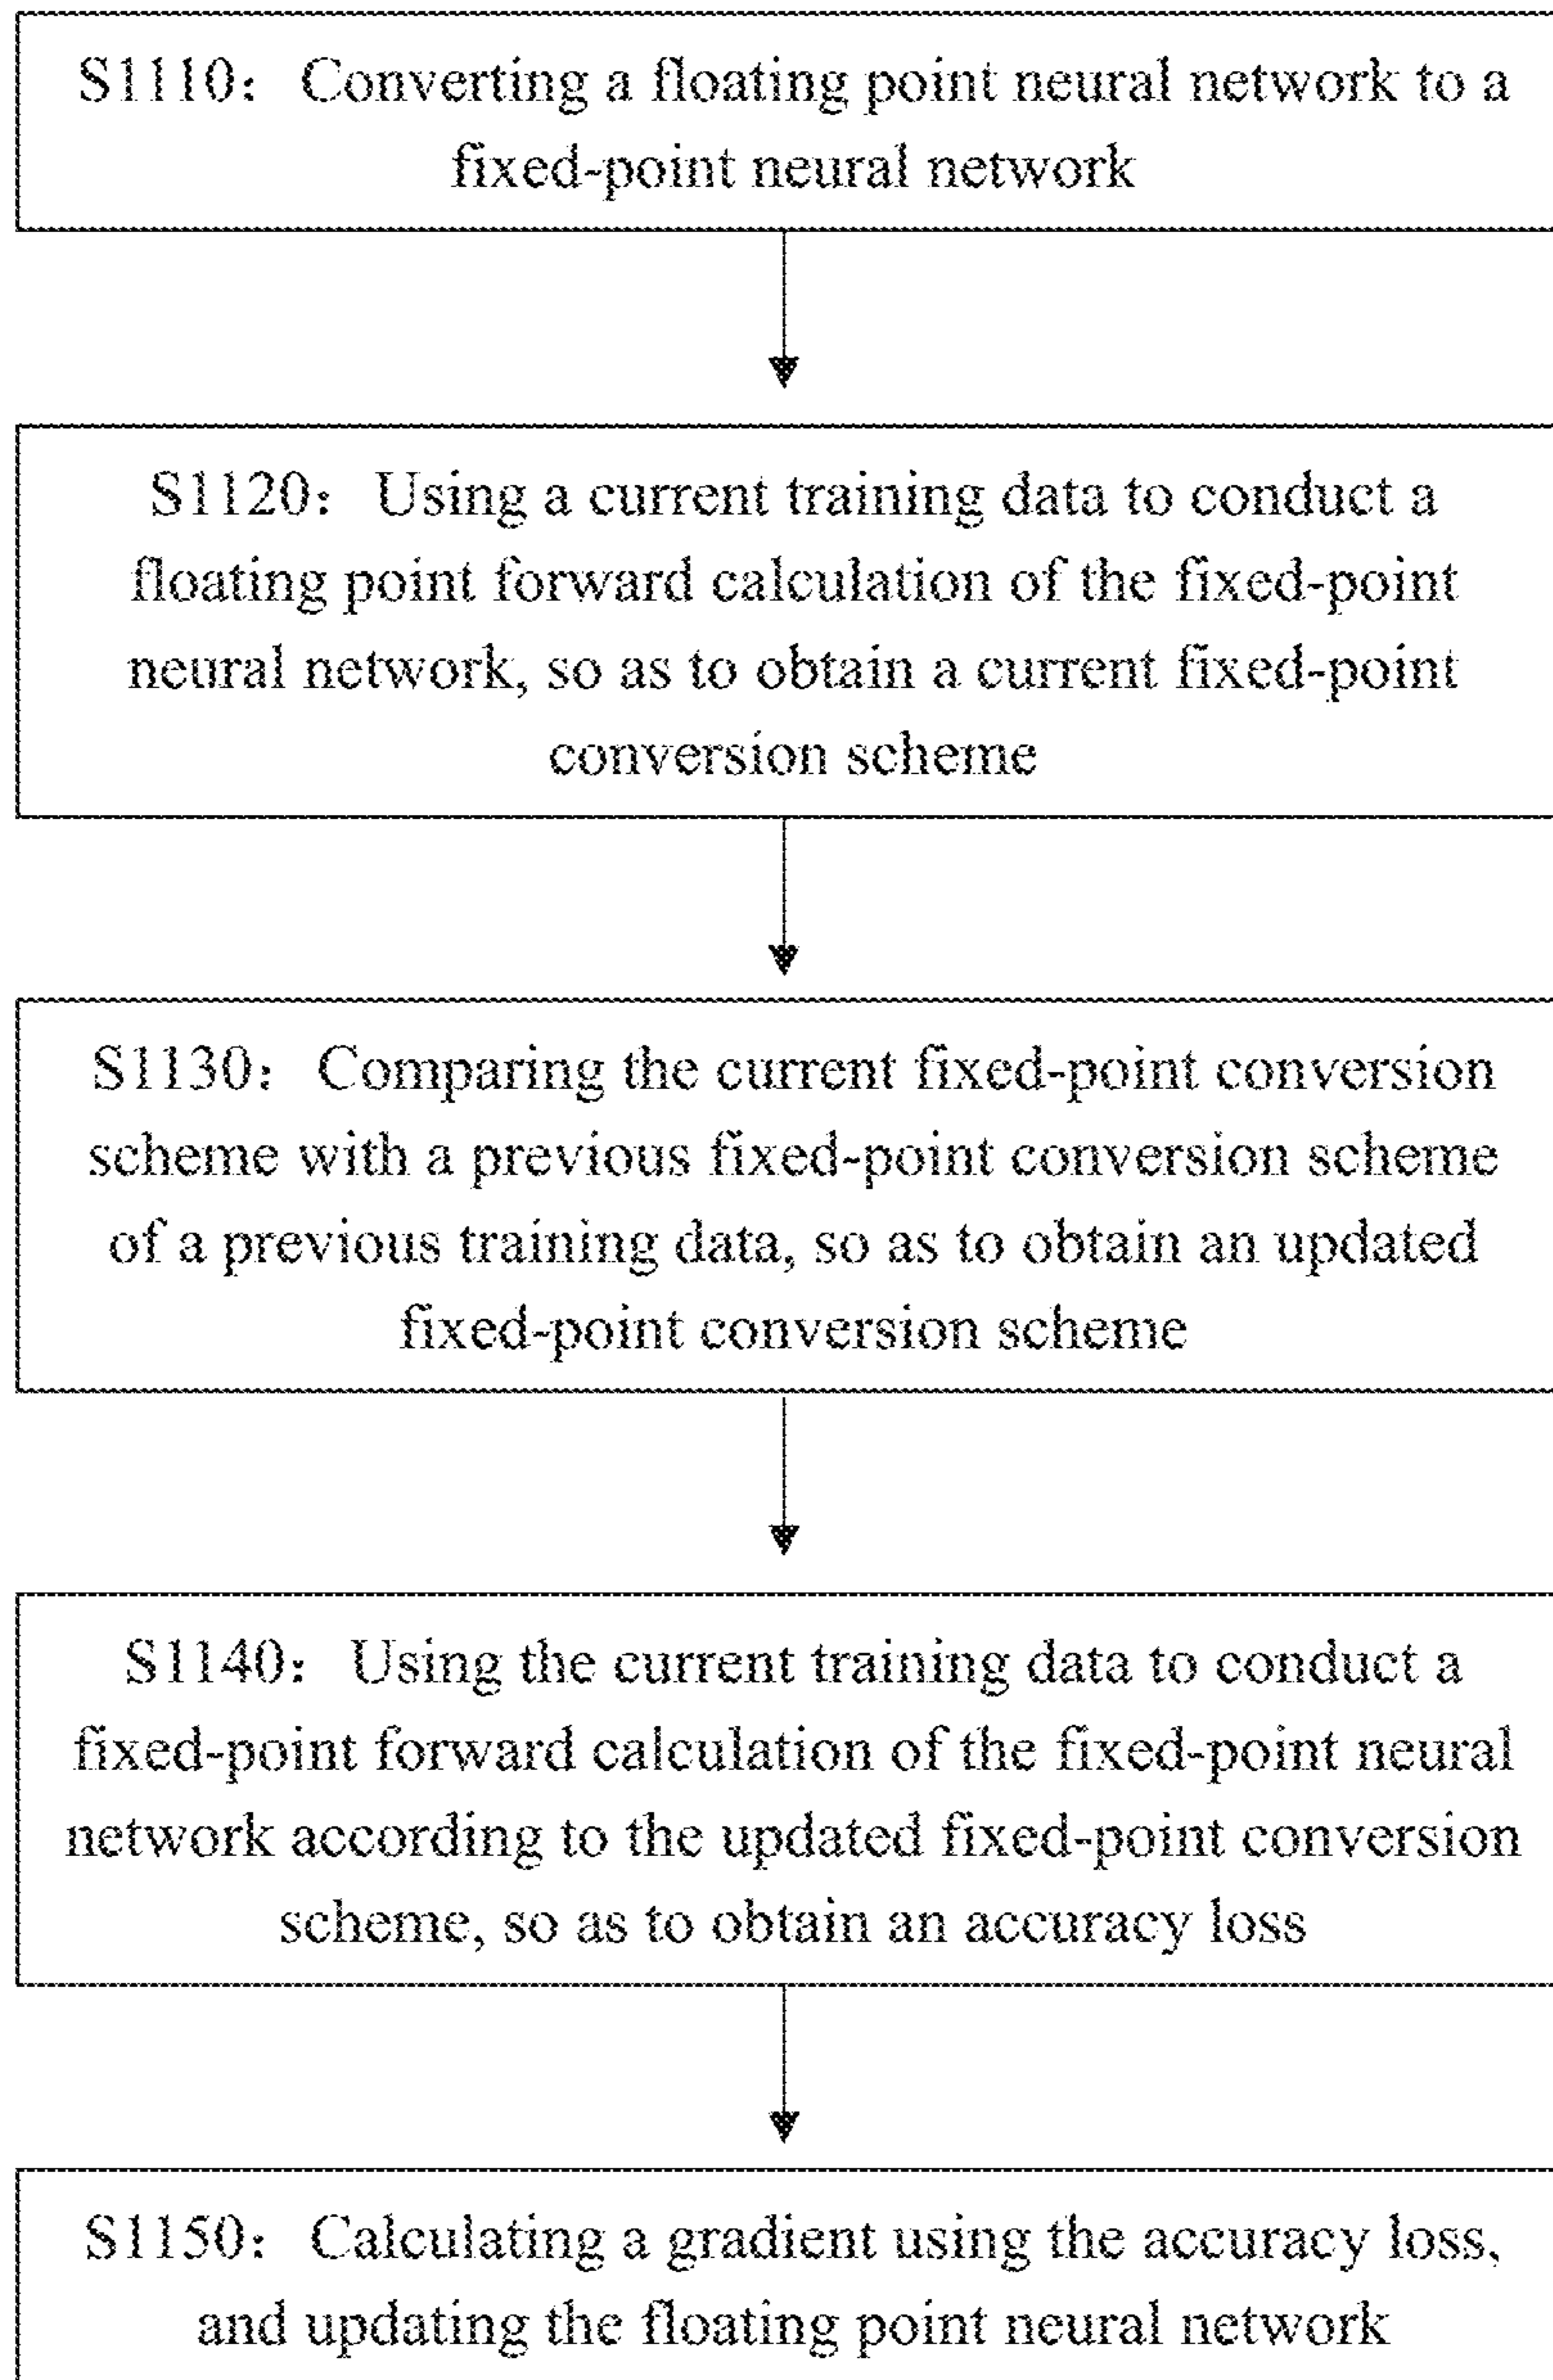 S1110: Converting a floating point neural network to a
fixed-point neural network
S1120: Using a current training data to conduct a
floating point forward calculation of the fixed-point
neural network, so as to obtain a current fixed-point
conversion scheme
S1130: Comparing the current fixed-point conversion
scheme with a previous fixed-point conversion scheme
of a previous training data, so as to obtain an updated
fixed-point conversion scheme
S1140: Using the current training data to conduct a
fixed-point forward calculation of the fixed-point neural
network according to the updated fixed-point conversion
scheme, so as to obtain an accuracy loss
S1150: Calculating a gradient using the accuracy loss,
and updating the floating point neural network